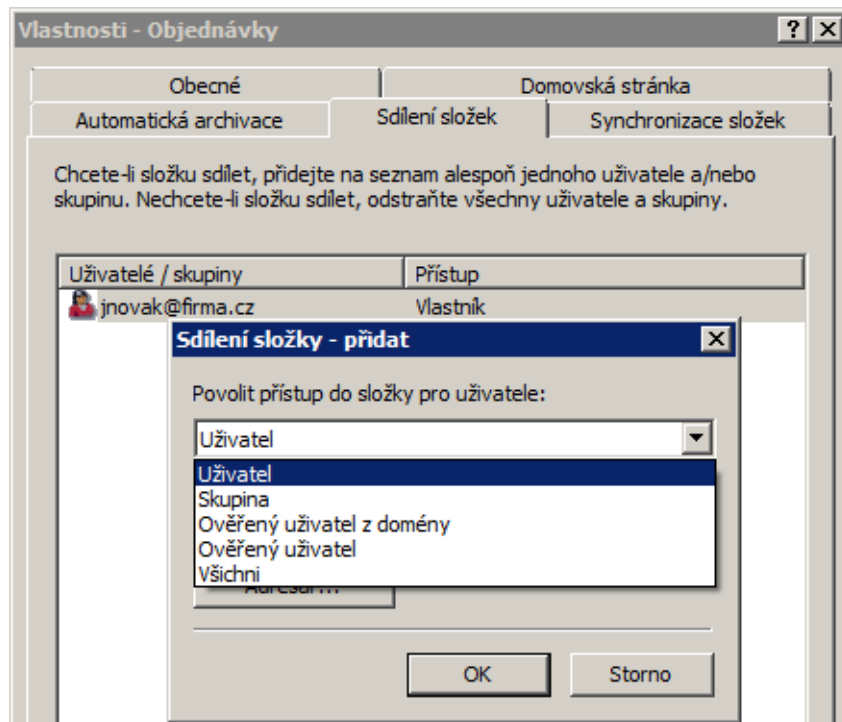 Vlastnosti - Objednávky
Obecné
Domovská stránka
Automatická archivace
Sdílení složek
Synchronizace složek
Chcete-li složku sdílet, přidejte na seznam alespoň jednoho uživatele a/nebo
skupinu. Nechcete-li složku sdílet, odstraňte všechny uživatele a skupiny.
Uživatelé / skupiny
Přístup
jnovak@firma.cz
Vlastník
Sdílení složky - přidat
Povolit přístup do složky pro uživatele:
Uživatel
Uživatel
Skupina
Ověřený uživatel z domény
Ověřený uživatel
Všichni
Adresář...
OK
Storno